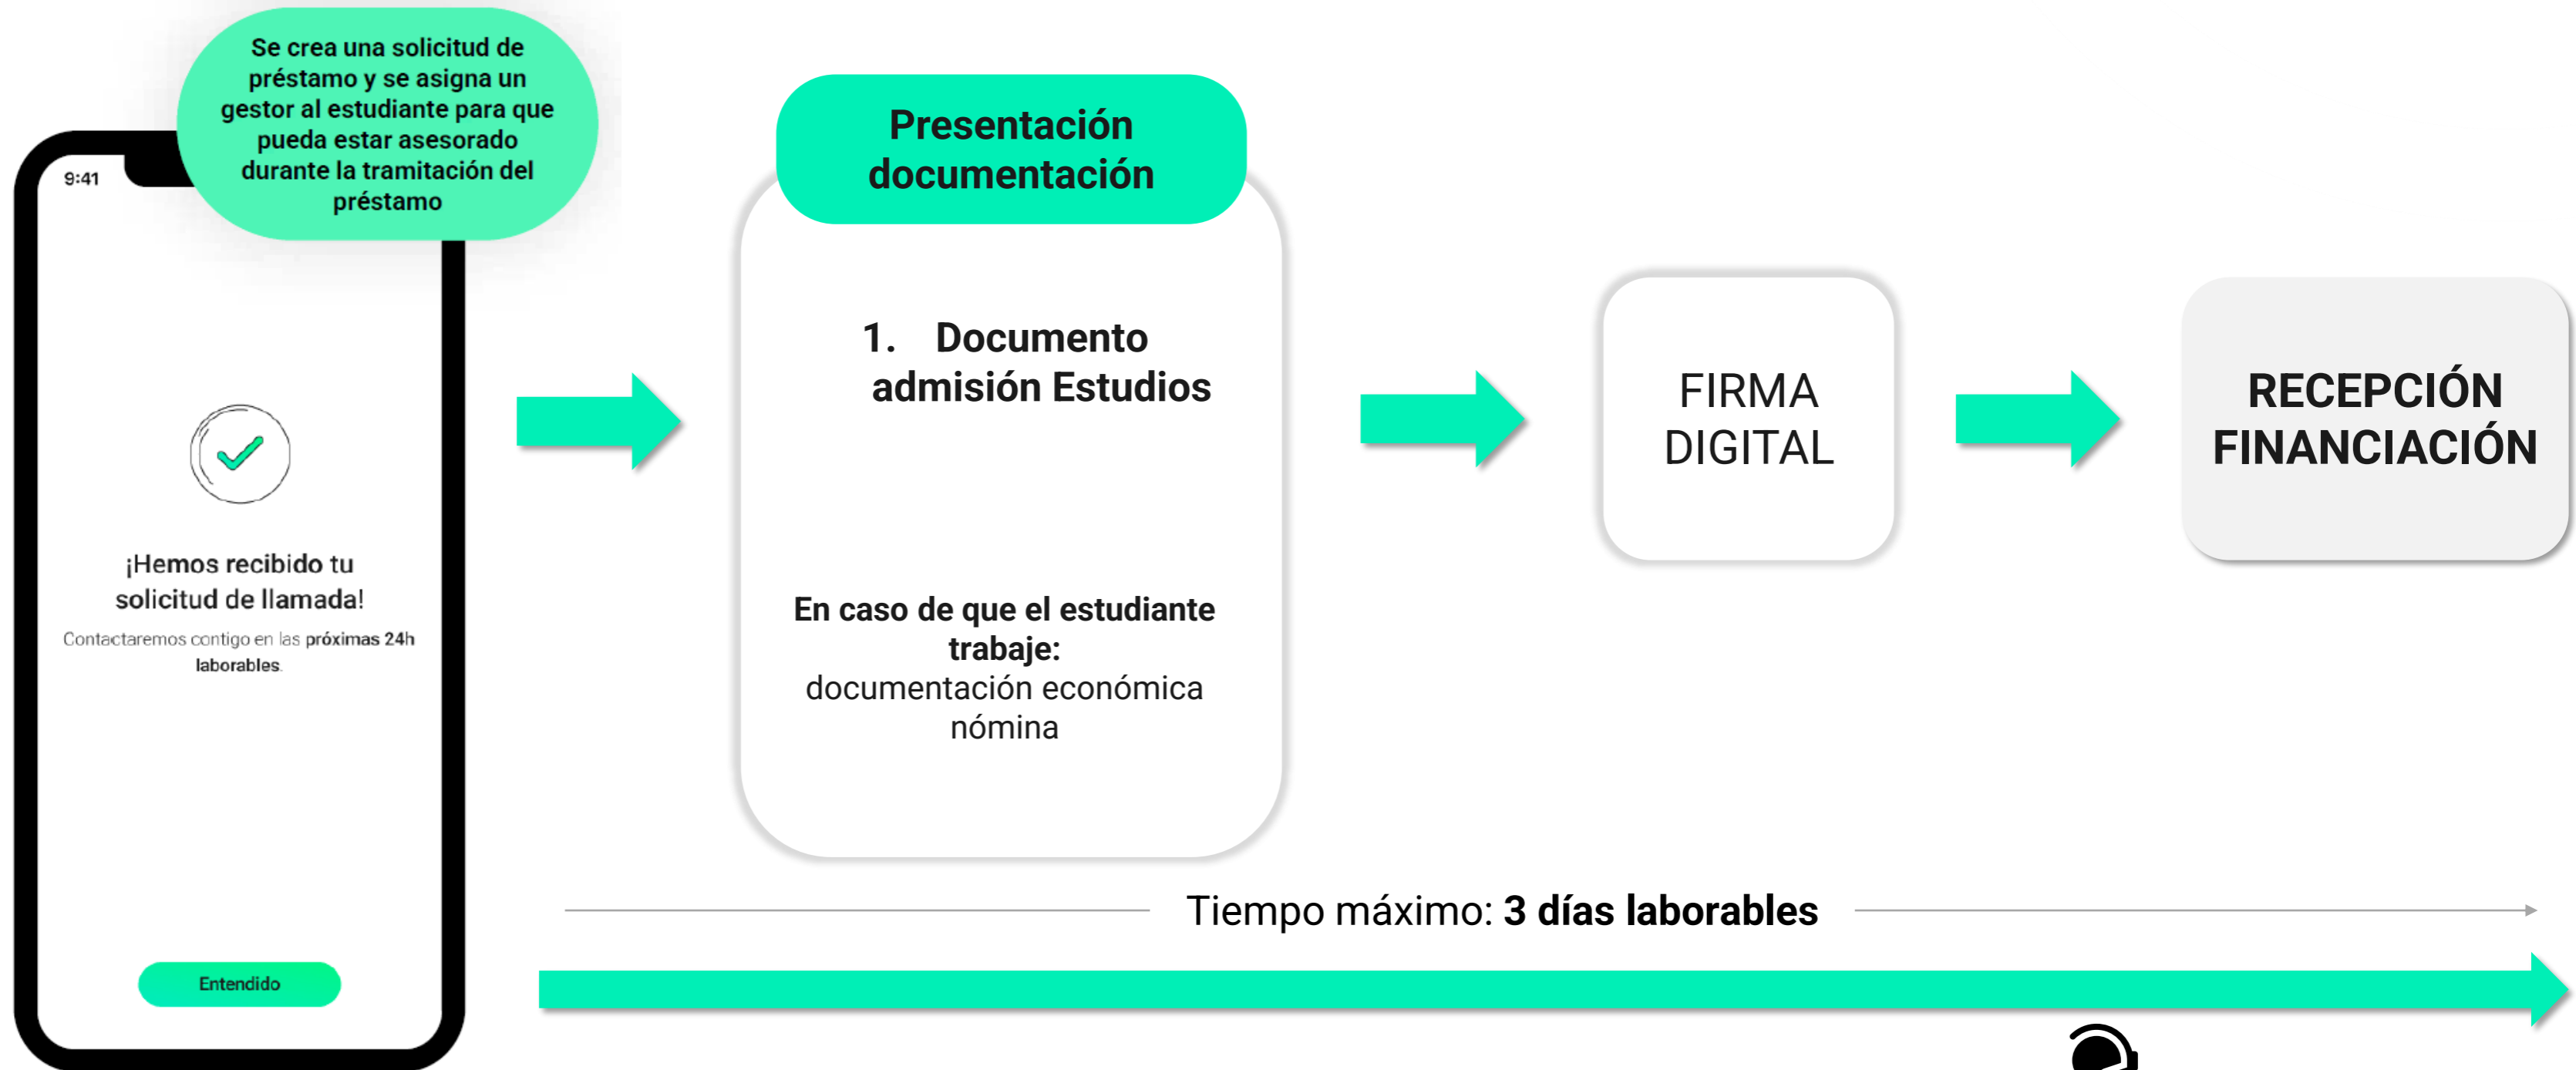 Se crea una solicitud de
préstamo y se asigna un
gestor al estudiante para que
pueda estar asesorado
durante la tramitación del
préstamo
9:41
¡Hemos recibido tu
solicitud de llamada!
Contactaremos contigo en las próximas 24h
laborables.
Entendido
Presentación
documentación
1. Documento
admisión Estudios
En caso de que el estudiante
trabaje:
documentación económica
nómina
FIRMA
DIGITAL
RECEPCIÓN
FINANCIACIÓN
Tiempo máximo: 3 días laborables